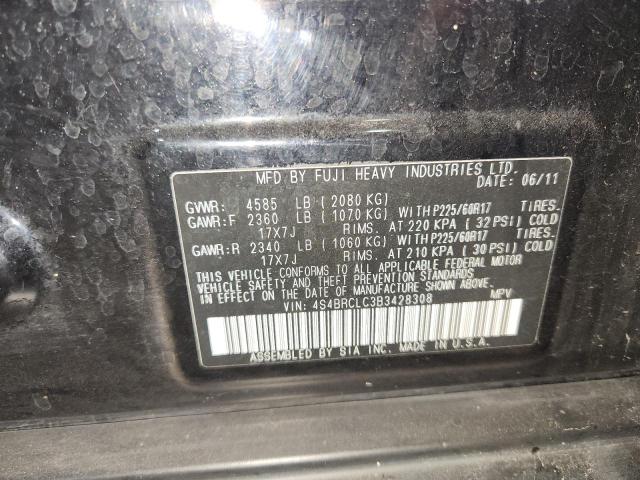 MFD BY FUJI HEAVY INDUSTRIES LTD.
DATE: 06/11
GVWR: 4585 LB (2080 KG)
GAWR:F 2360 LB (1070 KG) WITH P225/60R17 TIRES.
17X7J RIMS. AT 220 KPA (32 PSI) COLD
GAWR:R 2340 LB (1060 KG) WITH P225/60R17 TIRES.
17X7J RIMS. AT 210 KPA (30 PSI) COLD
THIS VEHICLE CONFORMS TO ALL APPLICABLE FEDERAL MOTOR
VEHICLE SAFETY AND THEFT PREVENTION STANDARDS
IN EFFECT ON THE DATE OF MANUFACTURE SHOWN ABOVE.
VIN: 4S4BRCLC3B3428308 MPV
ASSEMBLED BY SIA INC. MADE IN U.S.A.